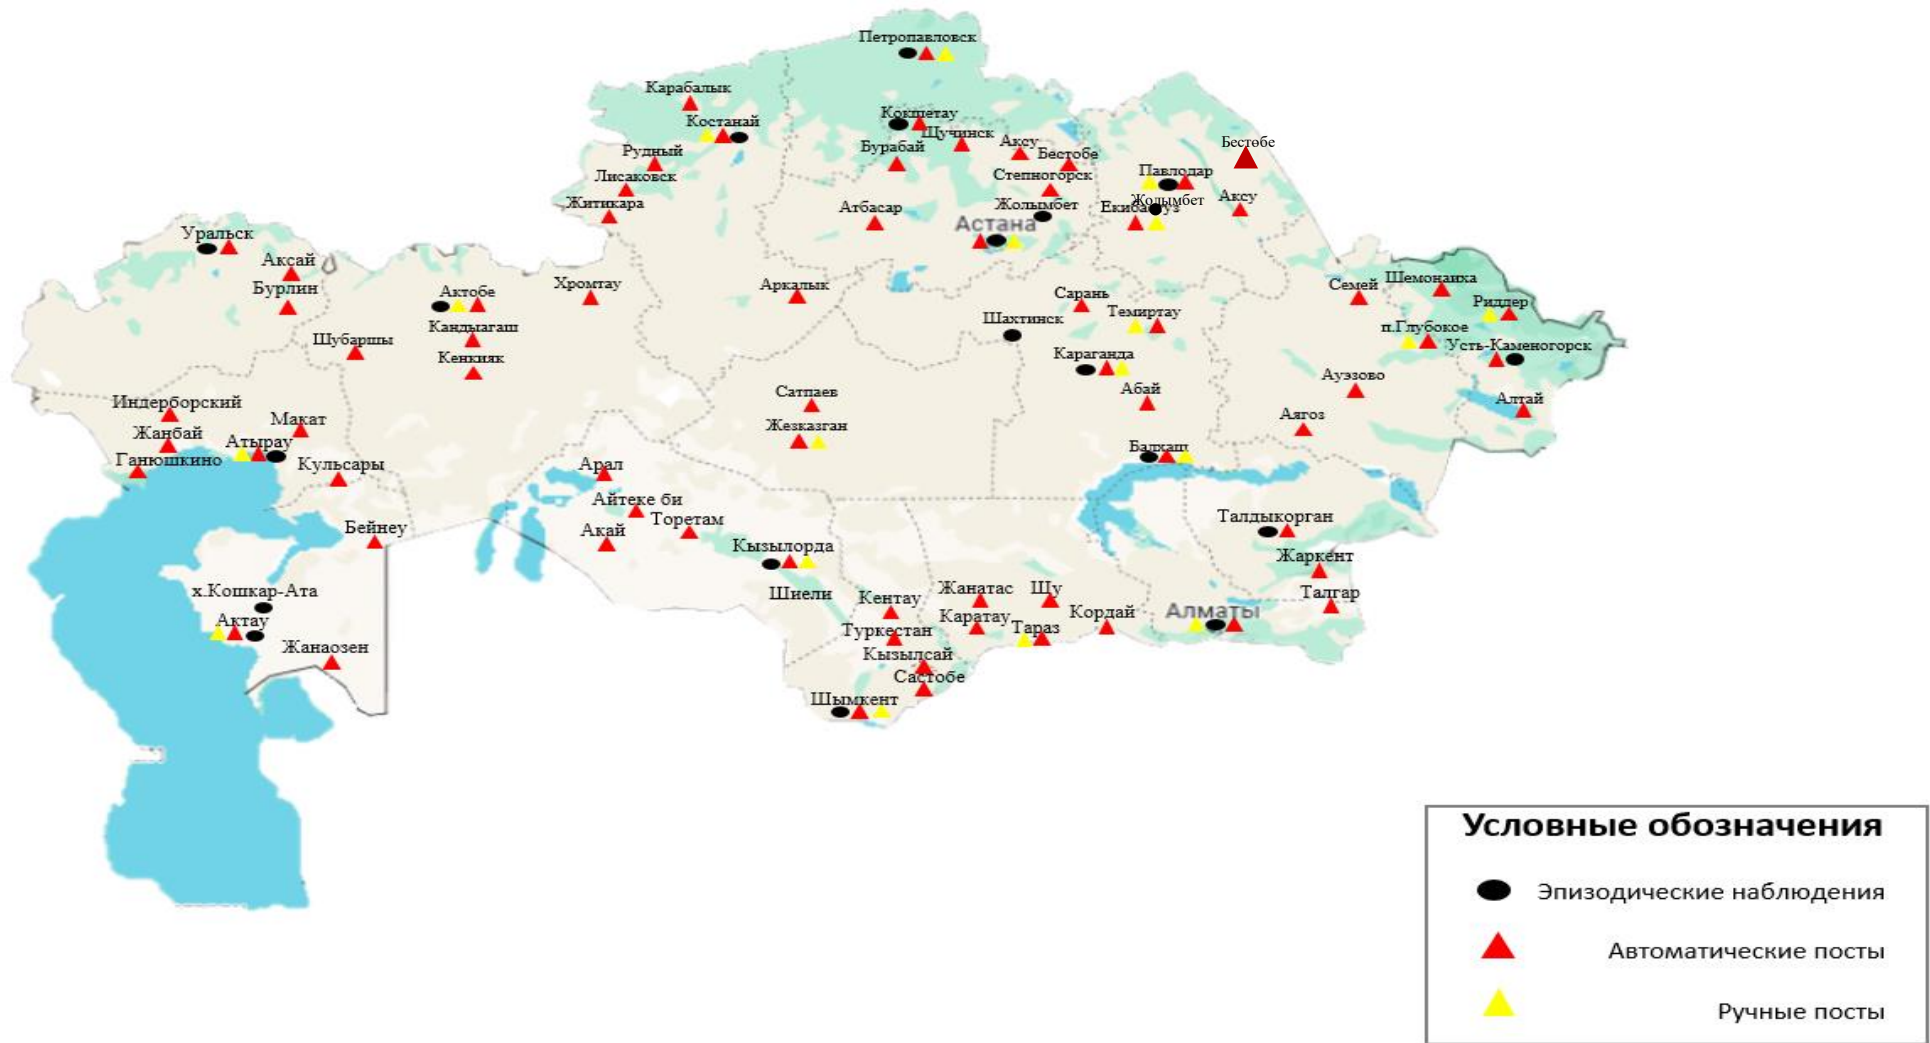 Петропавловск
Карабалык
Костанай
Кокшетау
Щучинск
Рудный
Бурабай
Аксу
Бестобе
Бестөбе
Лисаковск
Степногорск
Павлодар
Житикара
Атбасар
Жолымбет
Екибастуз
Жолымбет
Аксу
Астана
Уральск
Аксай
Бурлин
Актобе
Хромтау
Аркалык
Сарань
Семей
Шемонаиха
Риддер
Шубаршы
Кандыагаш
Шахтинск
Темиртау
п.Глубокое
Кенкияк
Караганда
Усть-Каменогорск
Индерборский
Сатпаев
Абай
Ауэзово
Алтай
Макат
Жанбай
Атырау
Жезказган
Аягоз
Ганюшкино
Кульсары
Арал
Балхаш
Айтеке би
Бейнеу
Акай
Торетам
Талдыкорган
Кызылорда
Жаркент
х.Кошкар-Ата
Шиели
Кентау
Жанатас
Шу
Талгар
Актау
Туркестан
Каратау
Тараз
Кордай
Алматы
Жанаозен
Кызылсай
Састобе
Шымкент
Условные обозначения
Эпизодические наблюдения
Автоматические посты
Ручные посты